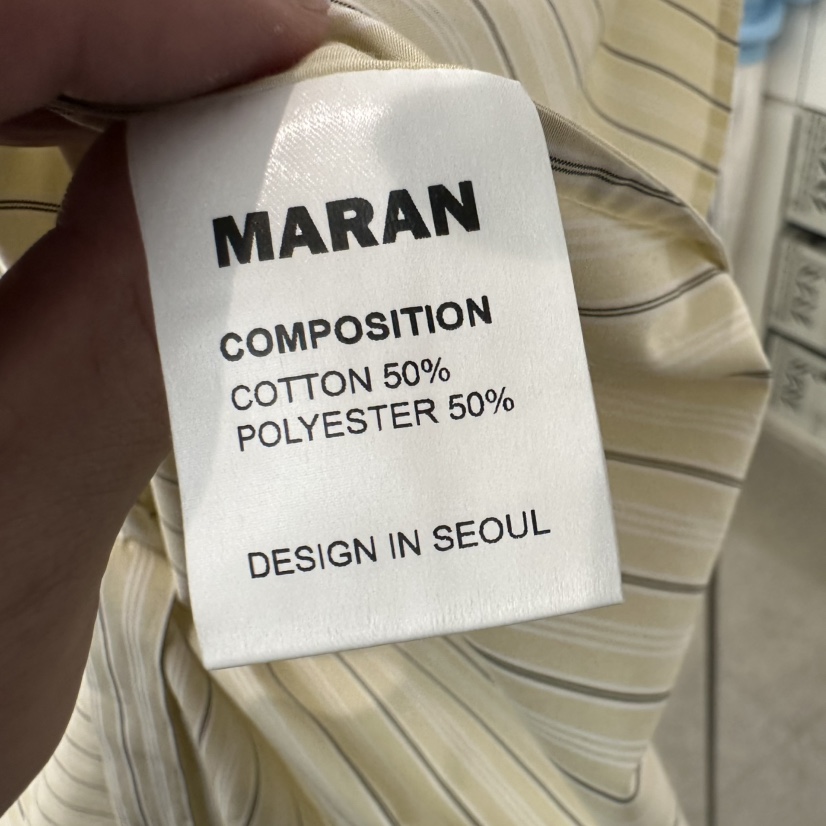 MARAN
COMPOSITION
COTTON 50%
POLYESTER 50%
DESIGN IN SEOUL